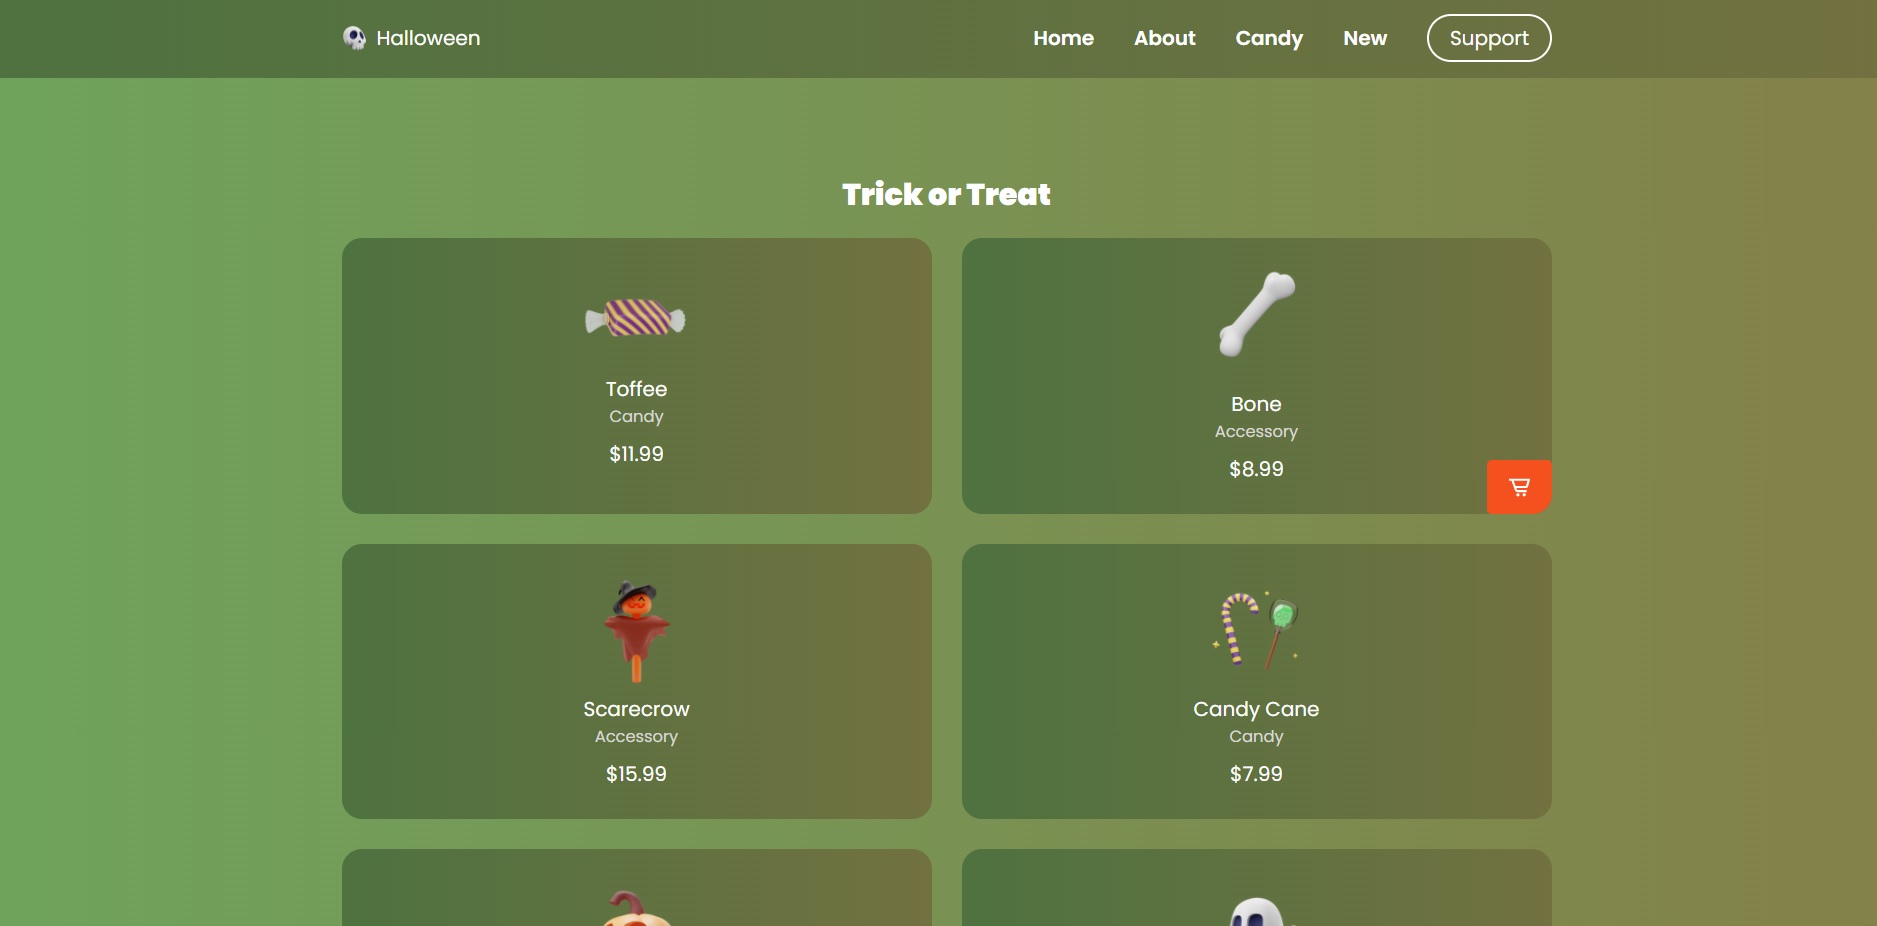 Halloween
Home About Candy New Support
Trick or Treat
Toffee
Candy
$11.99
Bone
Accessory
$8.99
Scarecrow
Accessory
$15.99
Candy Cane
Candy
$7.99